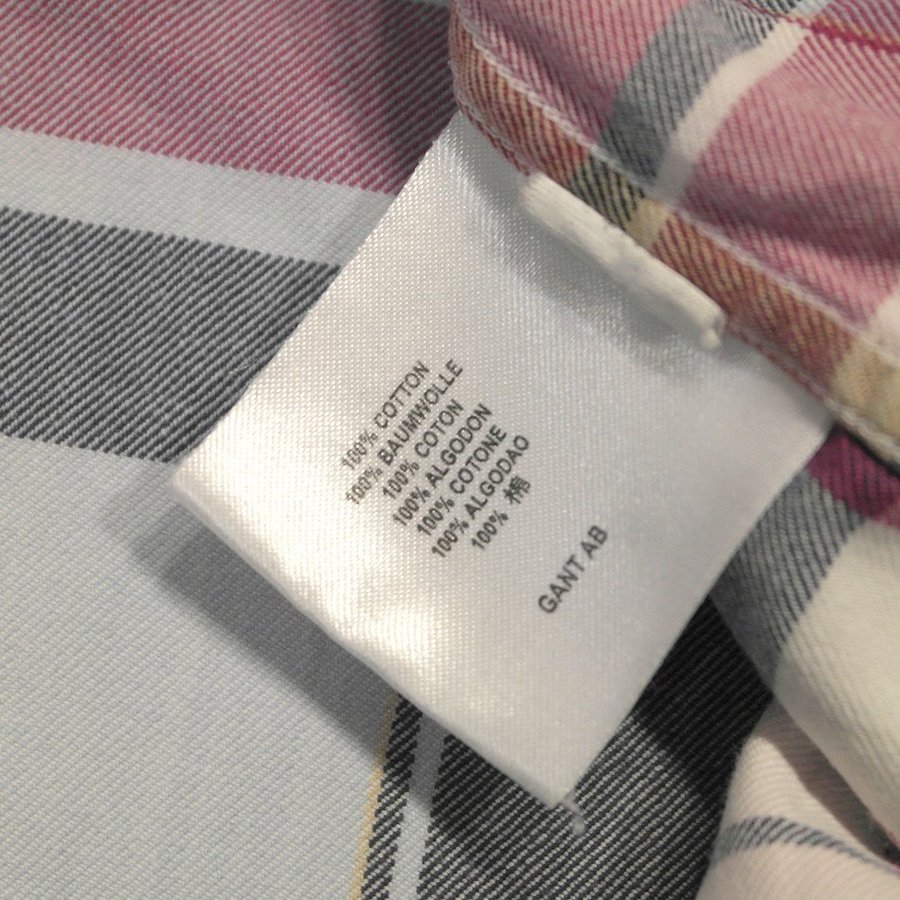 100% COTTON
100% BAUMWOLLE
100% COTON
100% ALGODON
100% COTONE
100% ALGODAO
100% 棉
GANT AB